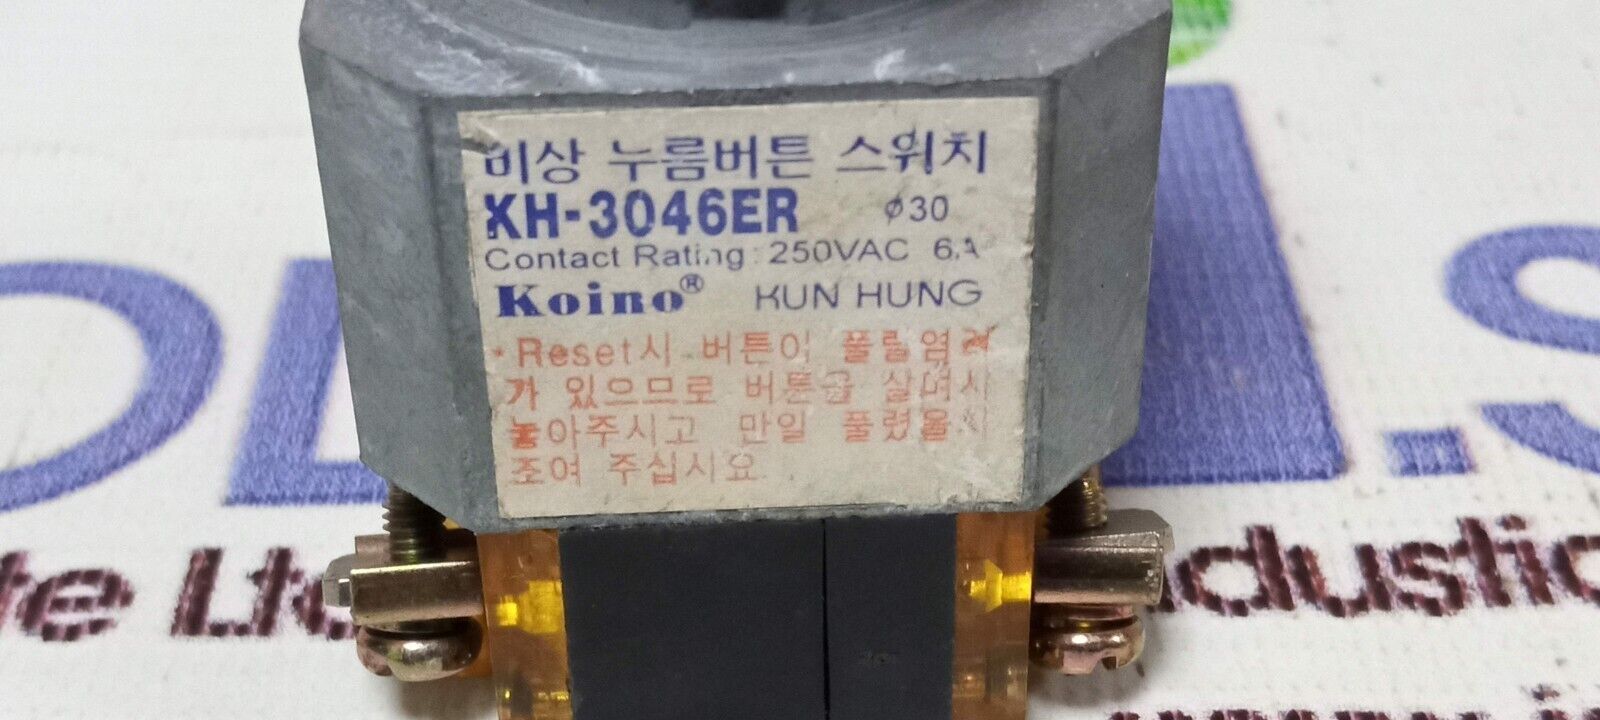 비상 누름버튼 스위치
KH-3046ER ø30
Contact Rating: 250VAC 6A
Koino® KUN HUNG
* Reset시 버튼이 풀릴염려
가 있으므로 버튼을 살며시
놓아주시고 만일 풀렸을시
조여 주십시요
.S
te Ltd
ndusti